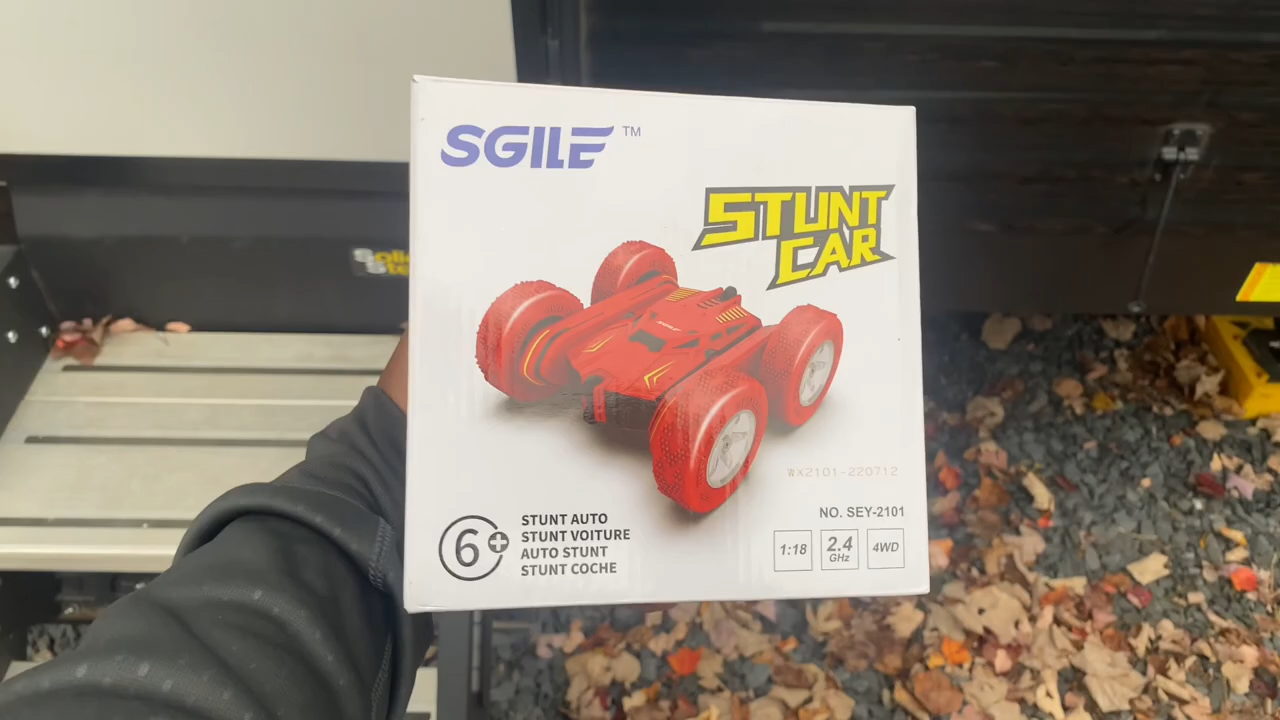 SGILE™
STUNT
CAR
WX2101-220712
NO. SEY-2101
6+
STUNT AUTO
STUNT VOITURE
AUTO STUNT
STUNT COCHE
1:18
2.4
GHz
4WD